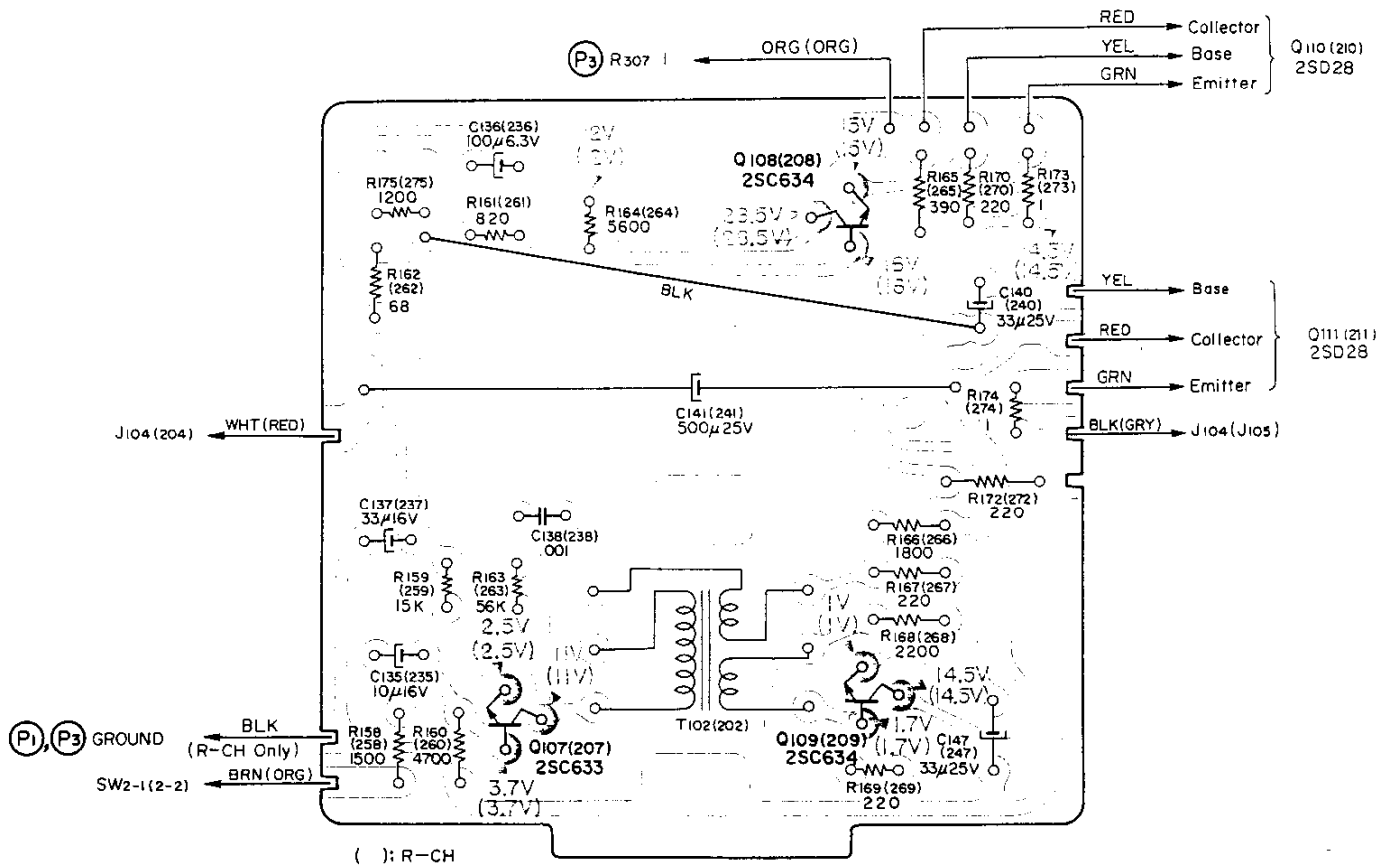 RED
Collector
ORG (ORG)
YEL
Base
Q110 (210)
2SD28
P3 R307
GRN
Emitter
C136(236)
100μ6.3V
Q108(208)
2SC634
R175(275)
1200
R161(261)
820
R164(264)
5600
R165
(265)
390
R170
(270)
220
R173
(273)
1
23.5V
(23.5V)
R162
(262)
68
BLK
16V
(16V)
C140
(240)
33μ25V
YEL
Base
RED
Collector
Q111 (211)
2SD28
GRN
Emitter
C141(241)
500μ25V
R174
(274)
1
J104(204)
WHT(RED)
BLK(GRY)
J104(J105)
R172(272)
220
C137(237)
33μ16V
C138(238)
.001
R166(266)
1800
R159
(259)
15K
R163
(263)
56K
R167(267)
220
2.5V
(2.5V)
1V
(1V)
R168(268)
2200
C135(235)
10μ16V
11V
(11V)
14.5V
(14.5V)
T102(202)
P1, P3 GROUND
BLK
(R-CH Only)
R158
(258)
1500
R160
(260)
4700
Q107(207)
2SC633
Q109(209)
2SC634
1.7V
(1.7V)
C147
(247)
33μ25V
SW2-1(2-2)
BRN(ORG)
3.7V
(3.7V)
R169(269)
220
( ): R-CH